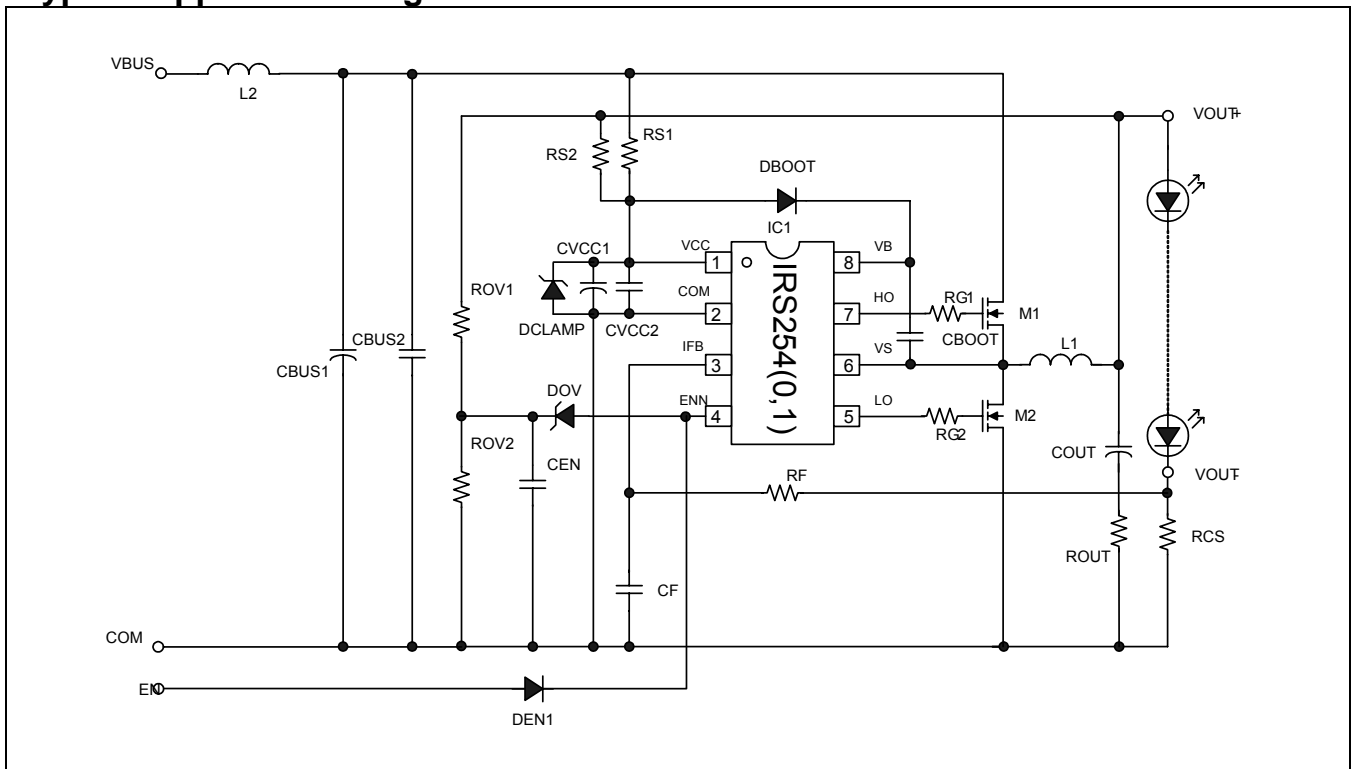 VBUS
L2
VOUT+
RS1
RS2
DBOOT
IC1
CVCC1
VCC
1
8
VB
ROV1
COM
2
7
HO
RG1
M1
DCLAMP
CVCC2
IRS254(0,1)
CBOOT
L1
CBUS2
IFB
3
6
VS
CBUS1
DOV
ENN
4
5
LO
M2
ROV2
RG2
CEN
COUT
RF
VOUT-
RCS
ROUT
CF
COM
EN
DEN1